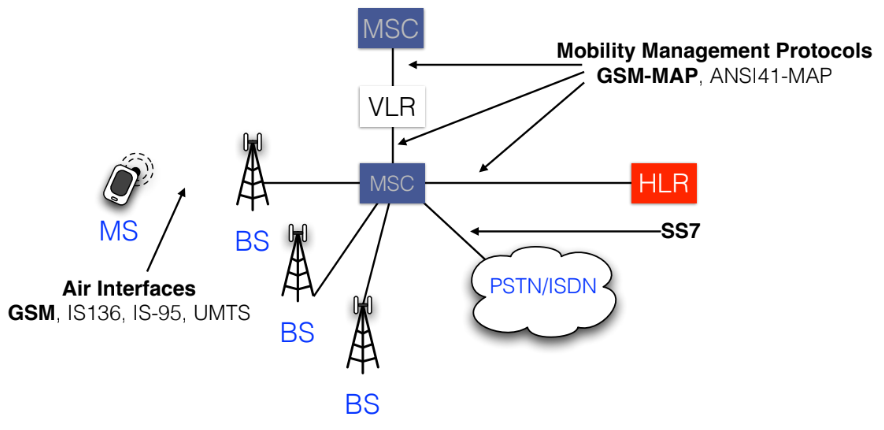 MSC
Mobility Management Protocols
GSM-MAP, ANSI41-MAP
VLR
MSC
HLR
MS
BS
SS7
PSTN/ISDN
Air Interfaces
GSM, IS136, IS-95, UMTS
BS
BS